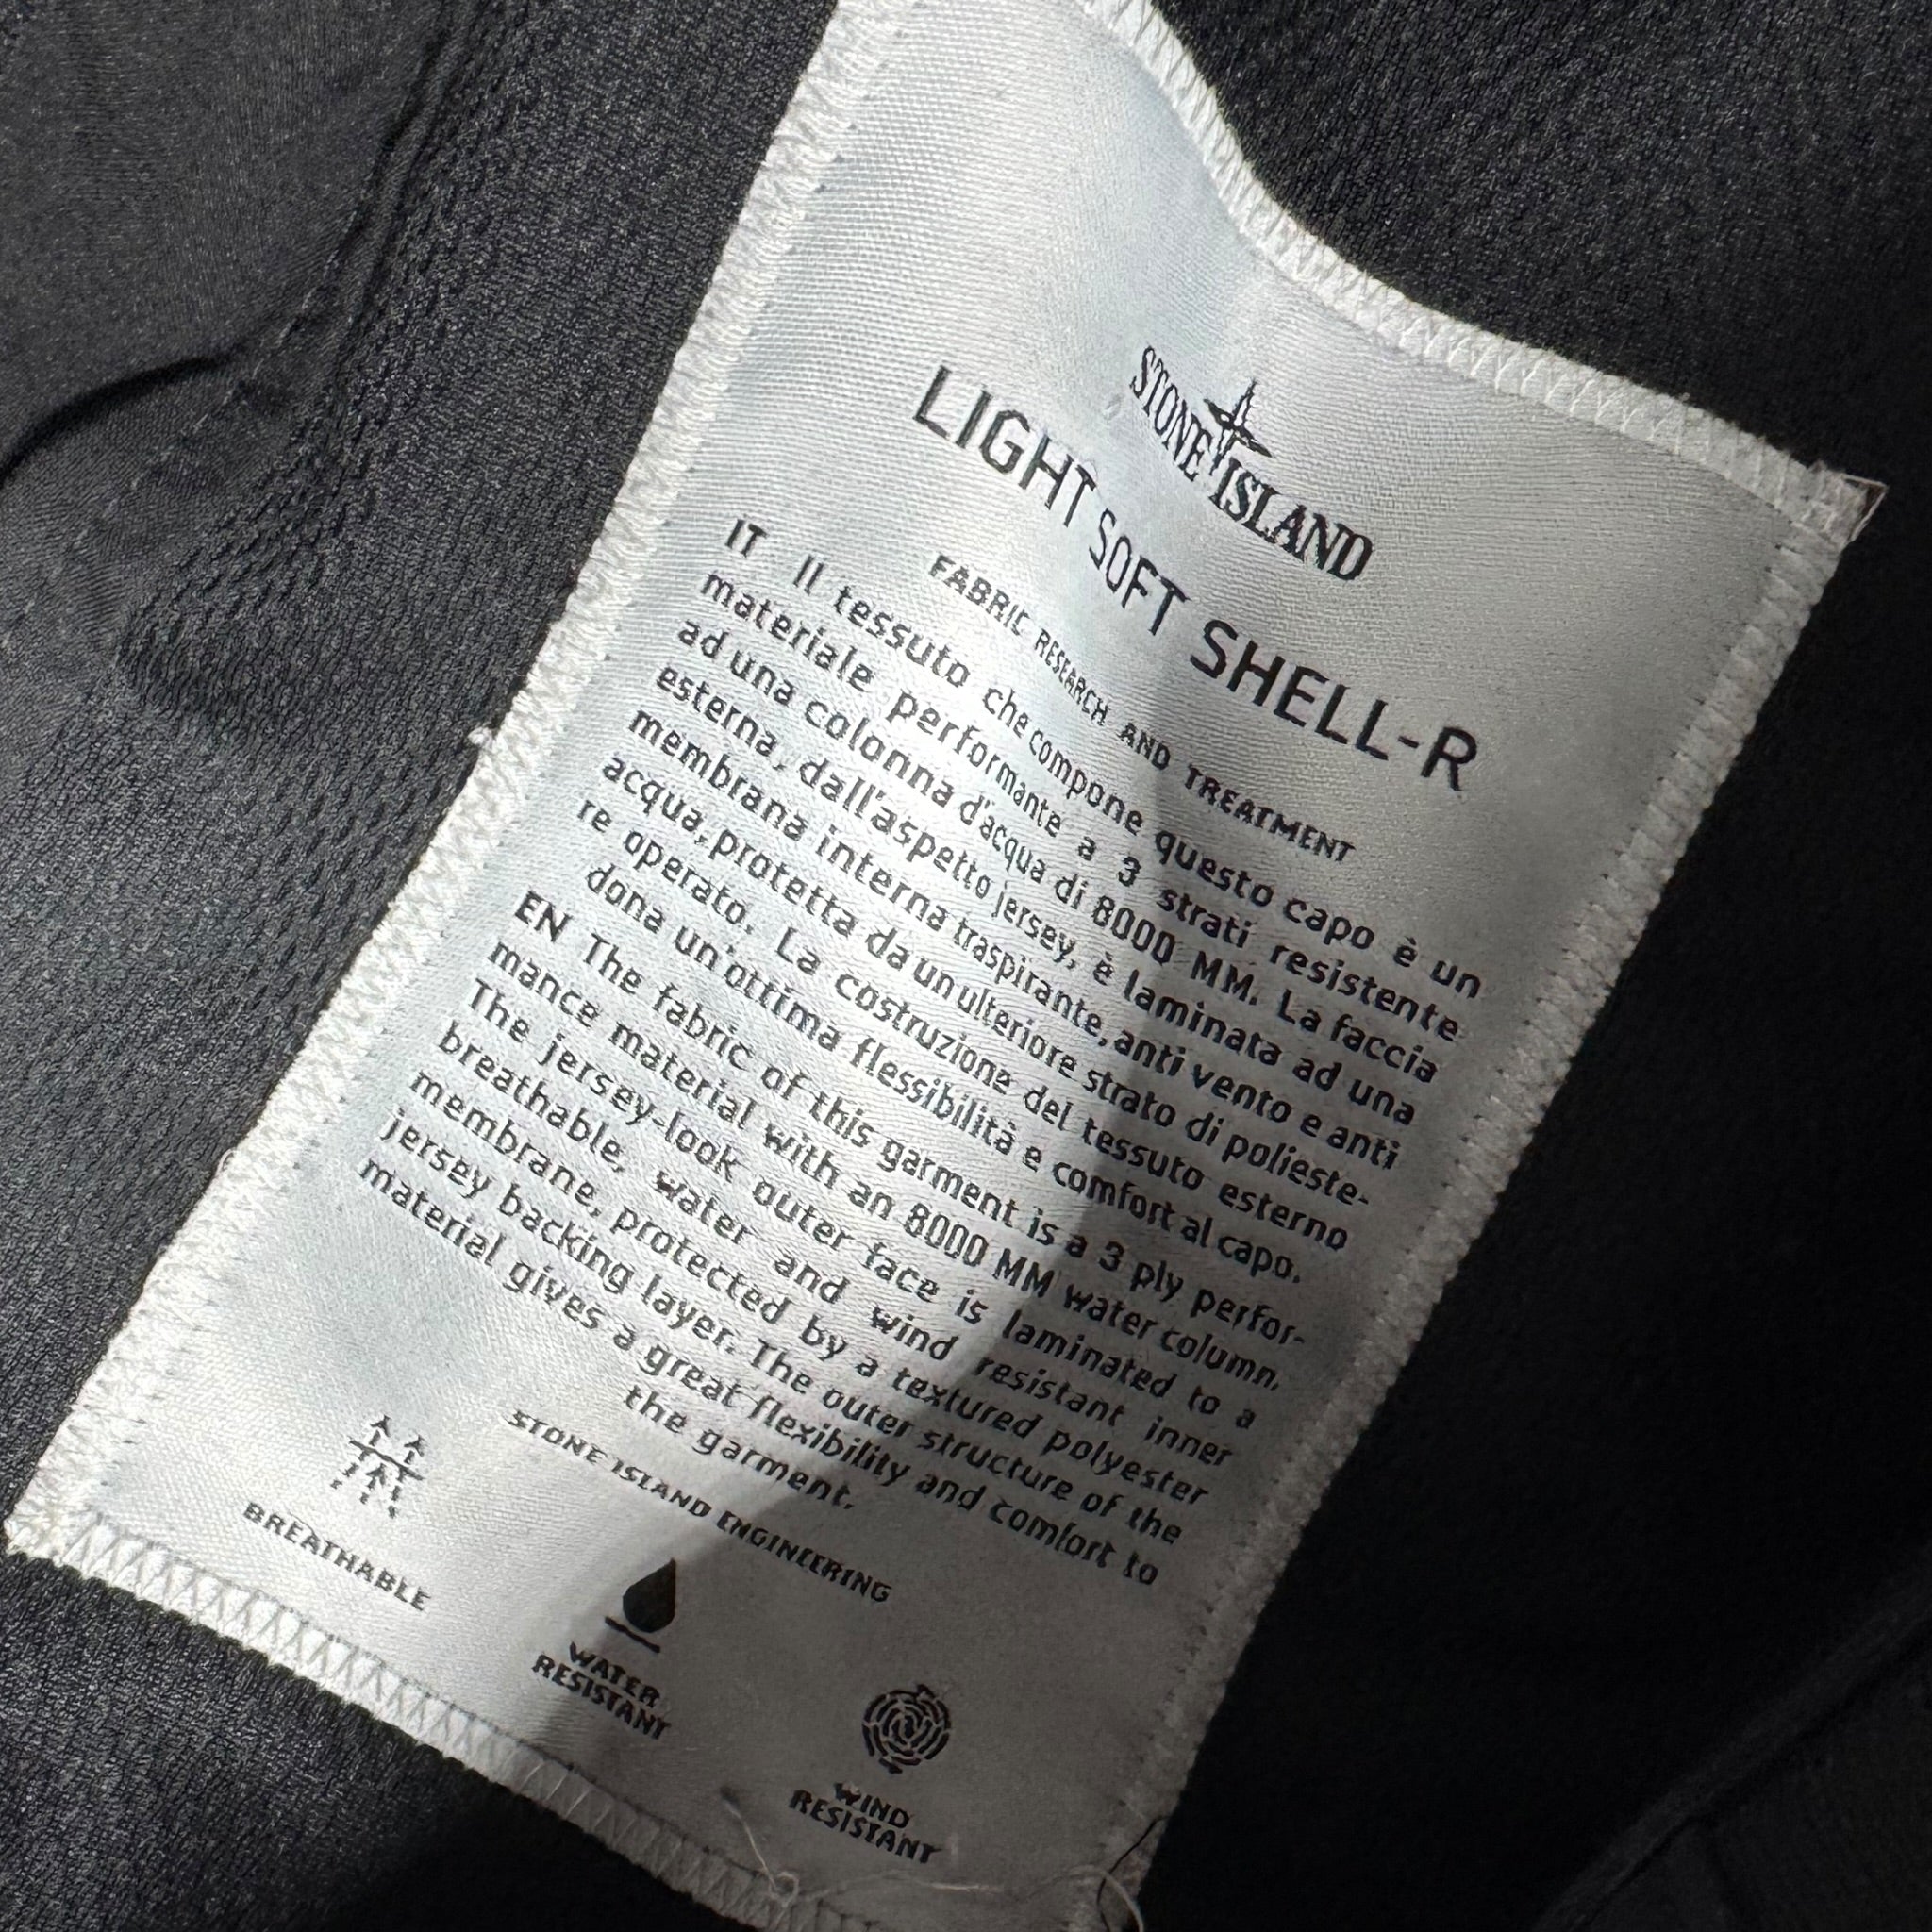 STONE ISLAND
LIGHT SOFT SHELL-R
FABRIC RESEARCH AND TREATMENT
IT Il tessuto che compone questo capo è un
materiale performante a 3 strati resistente
ad una colonna d'acqua di 8000 MM. La faccia
esterna, dall'aspetto jersey, è laminata ad una
membrana interna traspirante, anti vento e anti
acqua, protetta da un ulteriore strato di polieste-
re operato. La costruzione del tessuto esterno
dona un'ottima flessibilità e comfort al capo.
EN The fabric of this garment is a 3 ply perfor-
mance material with an 8000 MM water column.
The jersey-look outer face is laminated to a
breathable, water and wind resistant inner
membrane, protected by a textured polyester
jersey backing layer. The outer structure of the
material gives a great flexibility and comfort to
the garment.
STONE ISLAND ENGINEERING
BREATHABLE
WATER
RESISTANT
WIND
RESISTANT